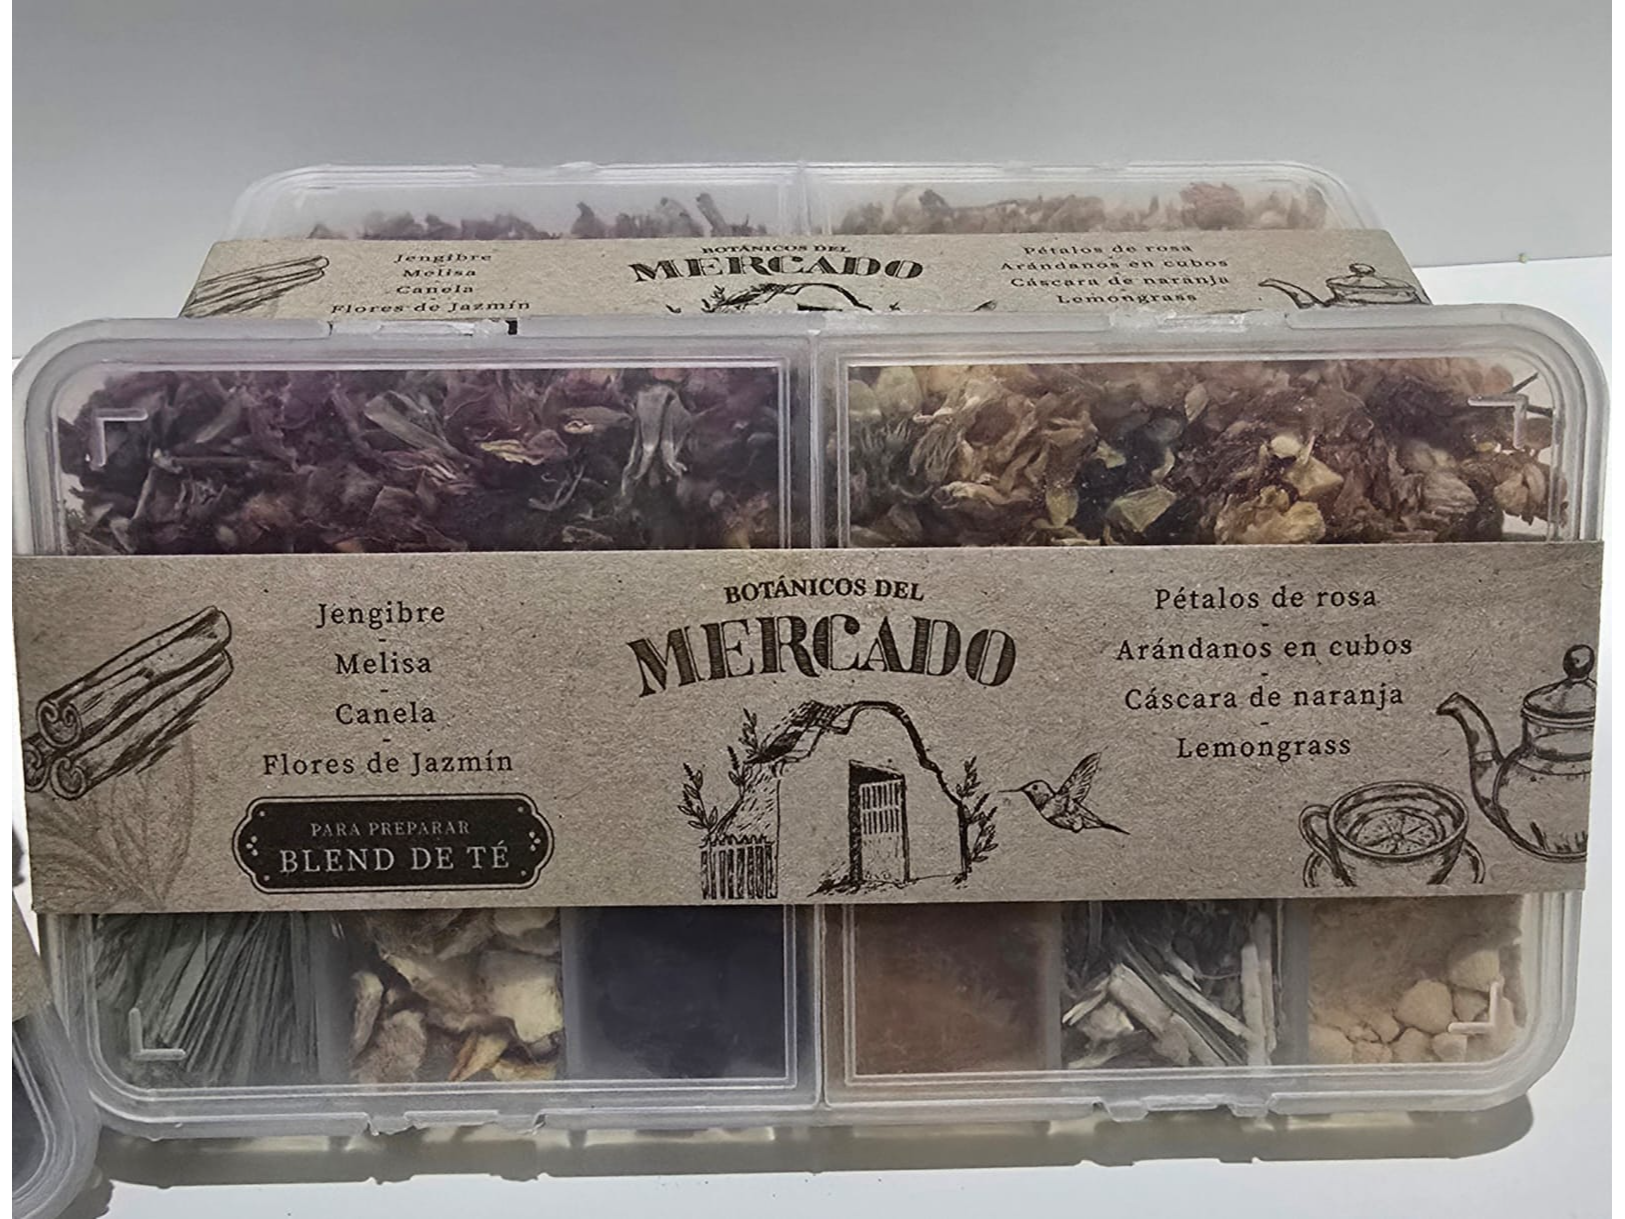 Jengibre
Melisa
Canela
Flores de Jazmín
BOTÁNICOS DEL
MERCADO
Pétalos de rosa
Arándanos en cubos
Cáscara de naranja
Lemongrass
Jengibre
-
Melisa
-
Canela
-
Flores de Jazmín
PARA PREPARAR
BLEND DE TÉ
BOTÁNICOS DEL
MERCADO
Pétalos de rosa
-
Arándanos en cubos
-
Cáscara de naranja
-
Lemongrass